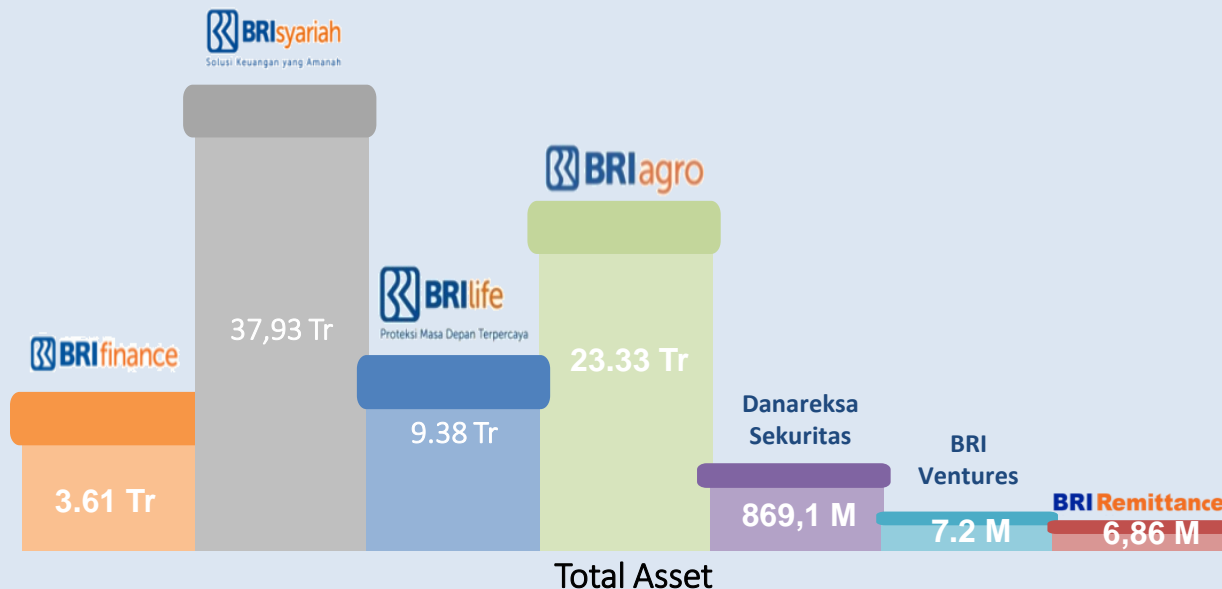 BRIsyariah
Solusi Keuangan yang Amanah
37,93 Tr
BRIfinance
3.61 Tr
BRIlife
Proteksi Masa Depan Terpercaya
9.38 Tr
BRIagro
23.33 Tr
Danareksa
Sekuritas
869,1 M
BRI
Ventures
7.2 M
BRI Remittance
6,86 M
Total Asset